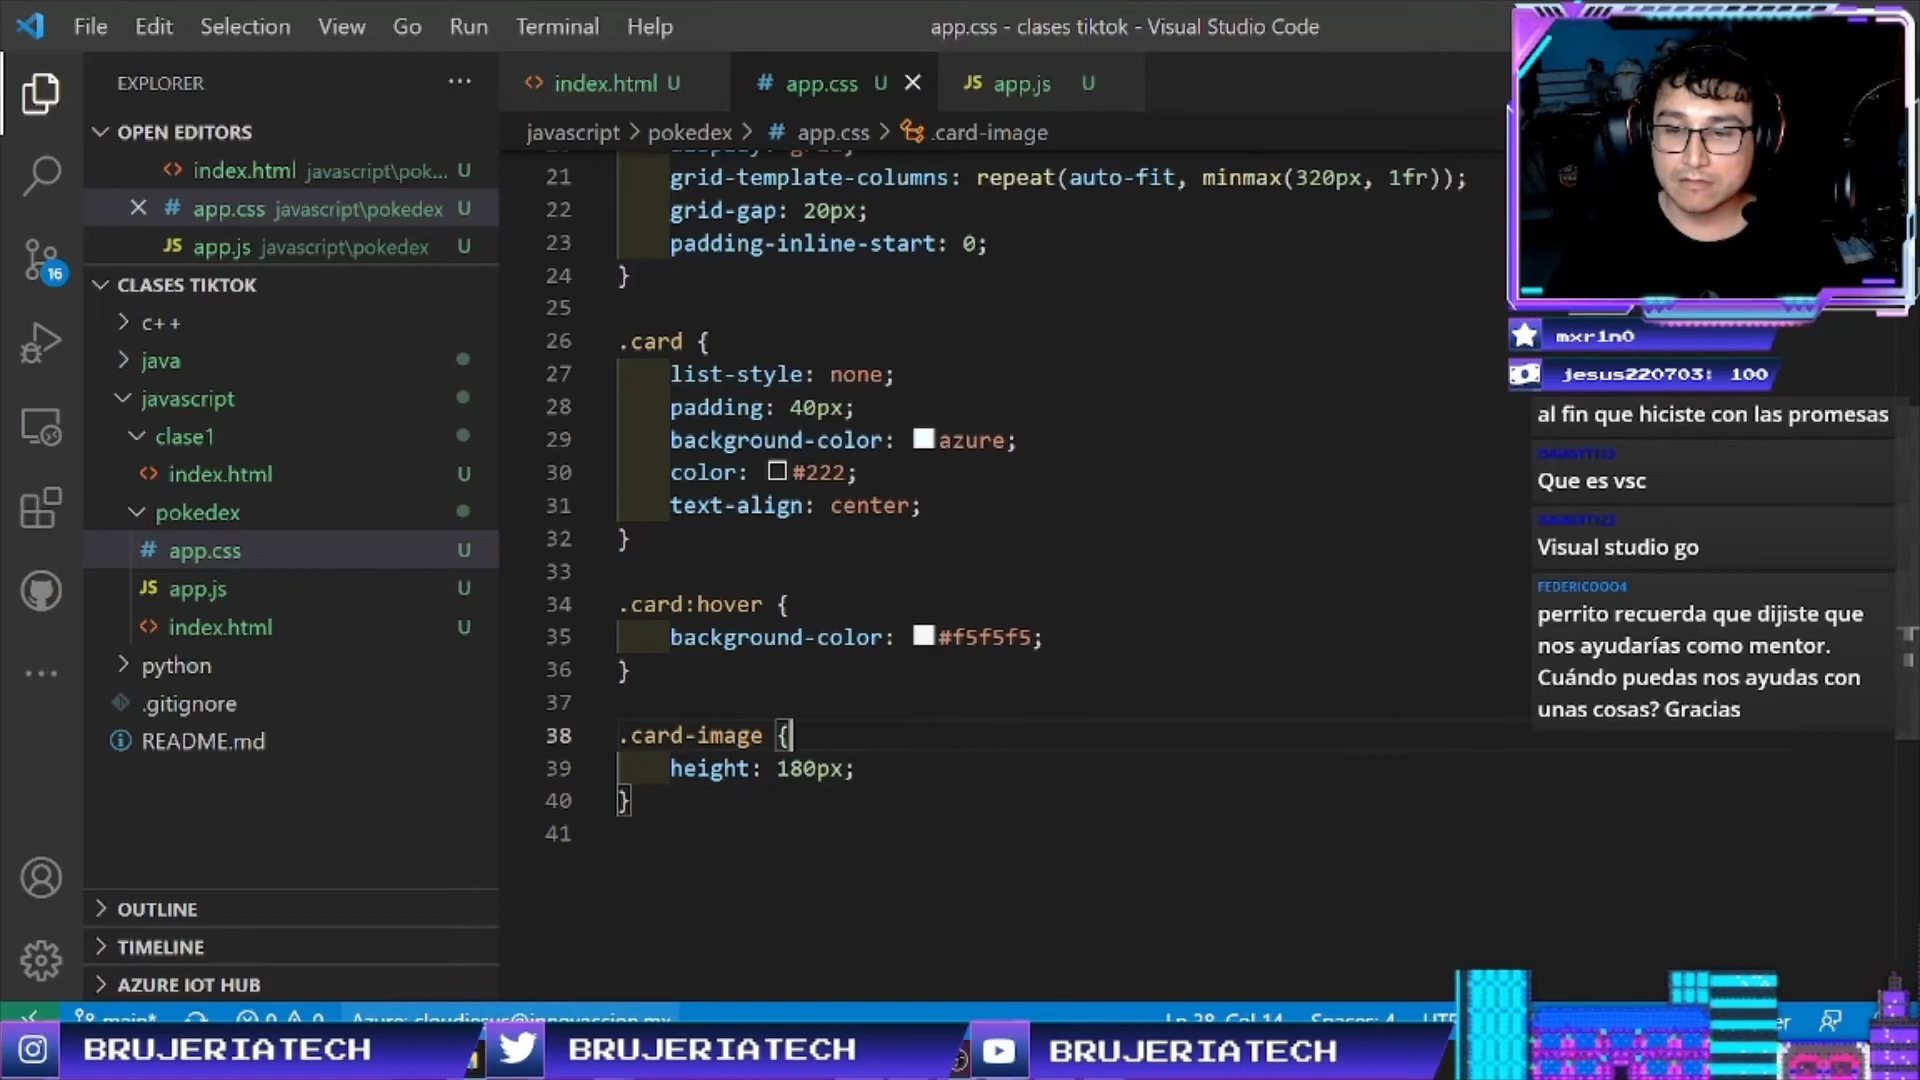 File Edit Selection View Go Run Terminal Help
app.css - clases tiktok - Visual Studio Code
EXPLORER
index.html U
# app.css U
JS app.js U
OPEN EDITORS
javascript > pokedex > # app.css > .card-image
index.html javascript\pok... U
# app.css javascript\pokedex U
JS app.js javascript\pokedex U
CLASES TIKTOK
c++
java
javascript
clase1
index.html U
pokedex
# app.css U
JS app.js U
index.html U
python
.gitignore
README.md
OUTLINE
TIMELINE
AZURE IOT HUB
16
21 grid-template-columns: repeat(auto-fit, minmax(320px, 1fr));
22 grid-gap: 20px;
23 padding-inline-start: 0;
24 }
25
26 .card {
27 list-style: none;
28 padding: 40px;
29 background-color: azure;
30 color: #222;
31 text-align: center;
32 }
33
34 .card:hover {
35 background-color: #f5f5f5;
36 }
37
38 .card-image {
39 height: 180px;
40 }
41
mxr1n0
jesus220703: 100
al fin que hiciste con las promesas
Que es vsc
Visual studio go
FEDERICOOO4
perrito recuerda que dijiste que
nos ayudarías como mentor.
Cuándo puedas nos ayudas con
unas cosas? Gracias
main*
Ln 38, Col 14 Spaces: 4
BRUJERIATECH
BRUJERIATECH
BRUJERIATECH